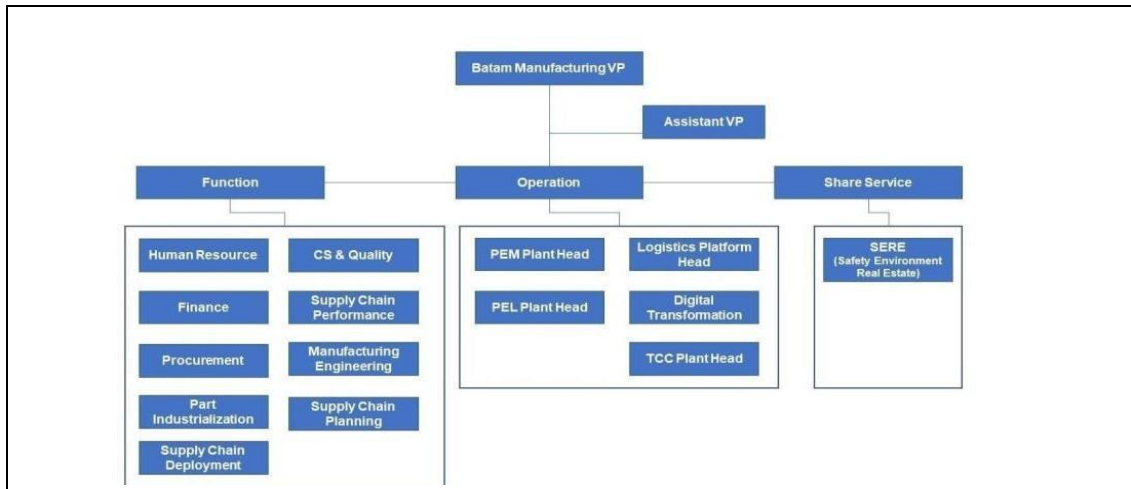 Batam Manufacturing VP
Assistant VP
Function
Operation
Share Service
Human Resource
CS & Quality
Finance
Supply Chain
Performance
Procurement
Manufacturing
Engineering
Part
Industrialization
Supply Chain
Planning
Supply Chain
Deployment
PEM Plant Head
Logistics Platform
Head
PEL Plant Head
Digital
Transformation
TCC Plant Head
SERE
(Safety Environment
Real Estate)